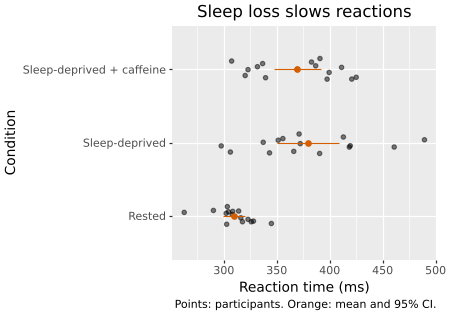 Sleep loss slows reactions
Condition
Sleep-deprived + caffeine
Sleep-deprived
Rested
300 350 400 450 500
Reaction time (ms)
Points: participants. Orange: mean and 95% CI.